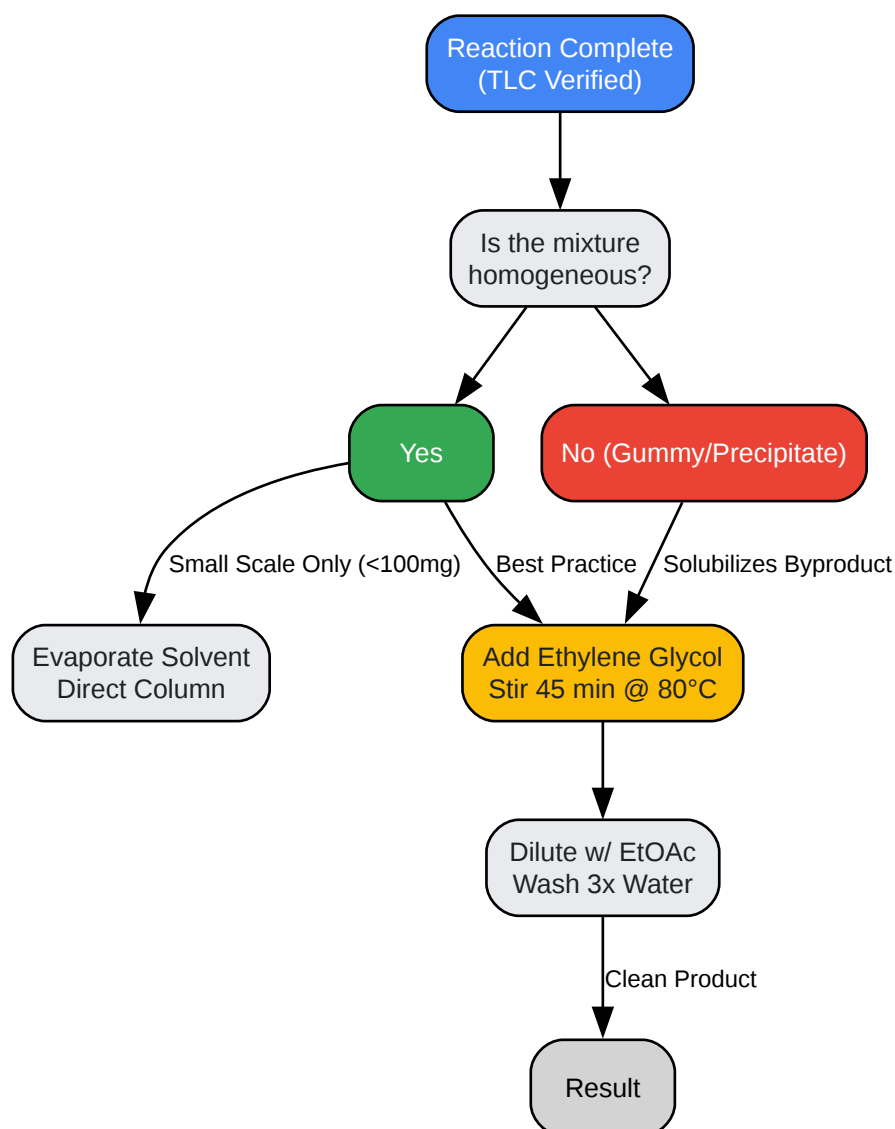 Reaction Complete
(TLC Verified)
Is the mixture
homogeneous?
Yes
No (Gummy/Precipitate)
Small Scale Only (<100mg)
Best Practice
Solubilizes Byproduct
Evaporate Solvent
Direct Column
Add Ethylene Glycol
Stir 45 min @ 80°C
Dilute w/ EtOAc
Wash 3x Water
Clean Product
Result